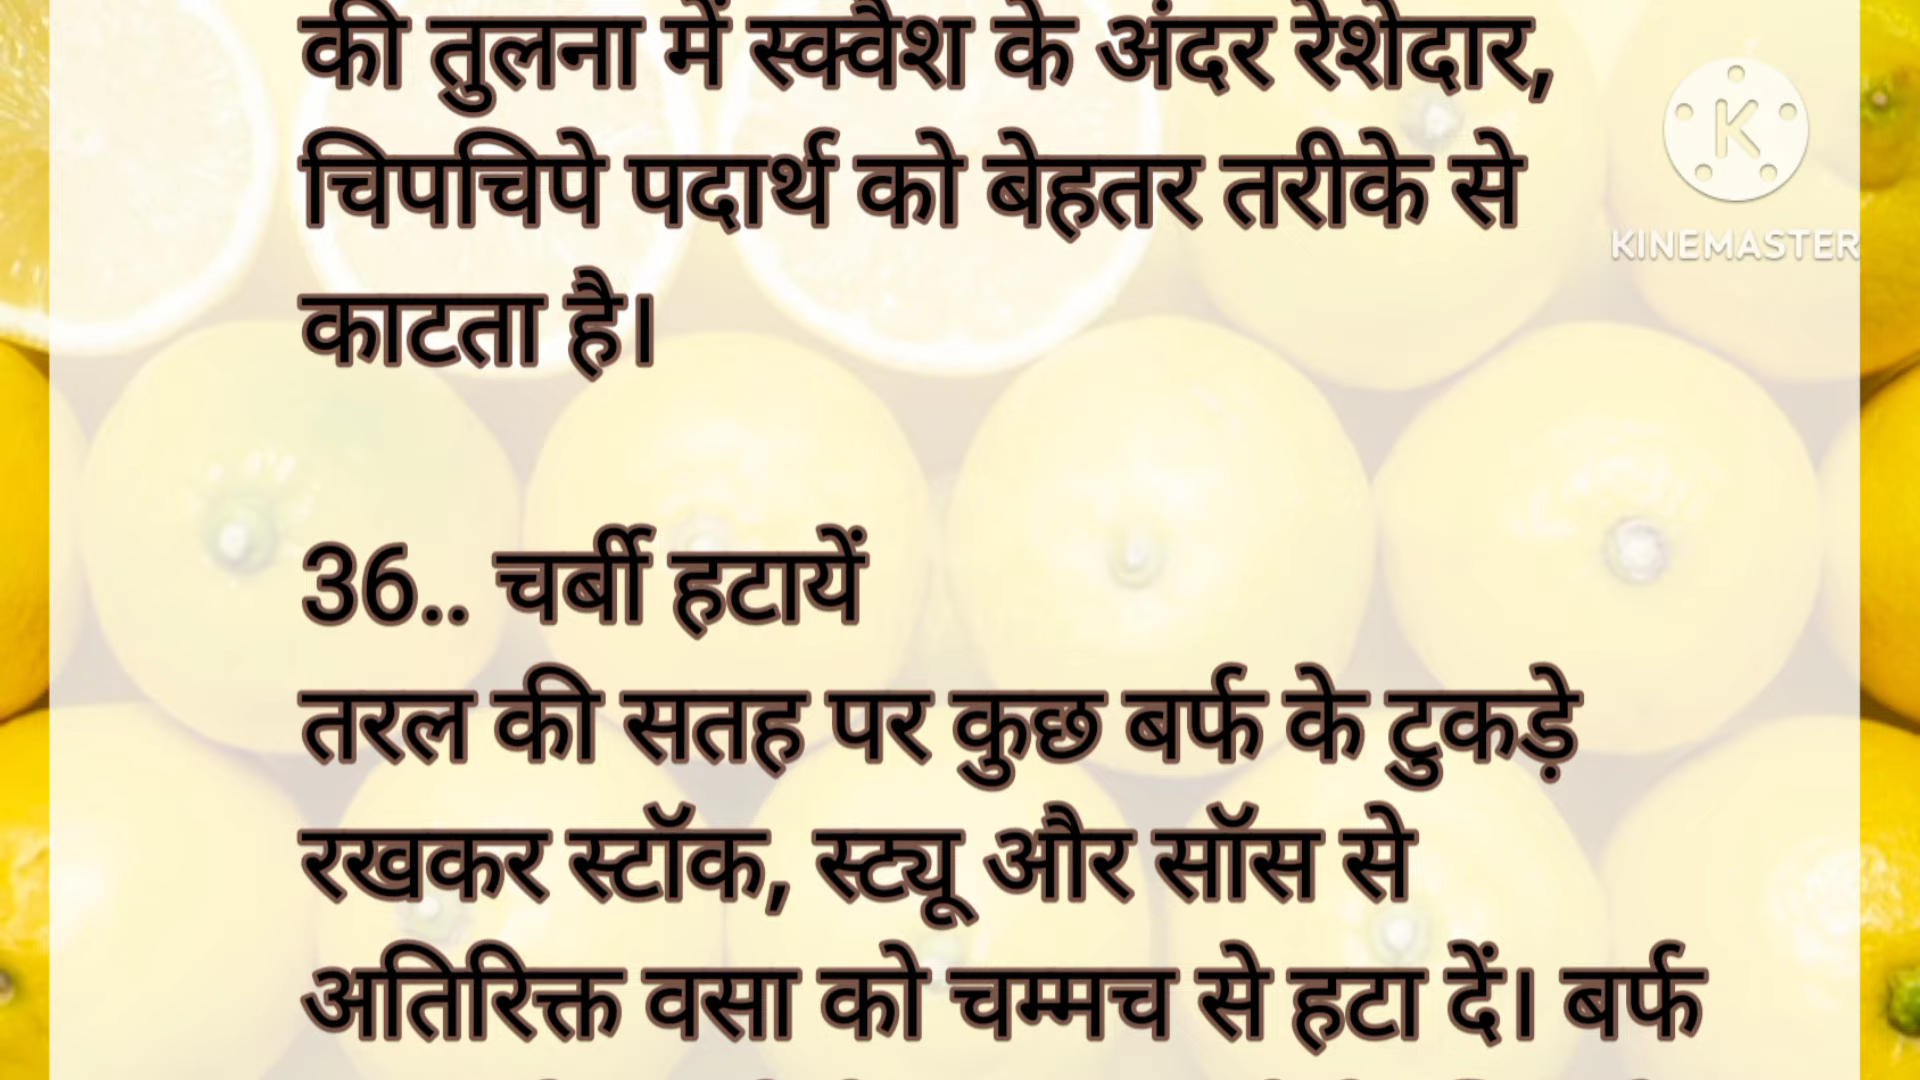 की तुलना में स्क्वैश के अंदर रेशेदार,
चिपचिपे पदार्थ को बेहतर तरीके से
काटता है।
36.. चर्बी हटायें
तरल की सतह पर कुछ बर्फ के टुकड़े
रखकर स्टॉक, स्ट्यू और सॉस से
अतिरिक्त वसा को चम्मच से हटा दें। बर्फ
K
KINEMASTER